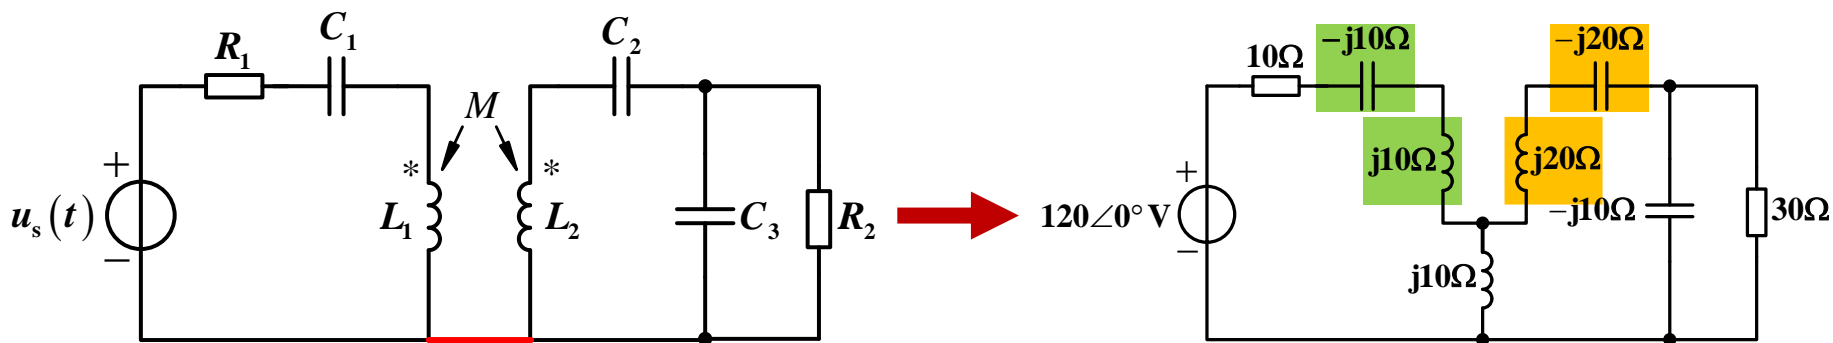 C₁
R₁
C₂
M
*
*
+
uₛ(t)
−
L₁
L₂
C₃
R₂
10Ω
−j10Ω
−j20Ω
j10Ω
j20Ω
+
120∠0° V
−
−j10Ω
30Ω
j10Ω